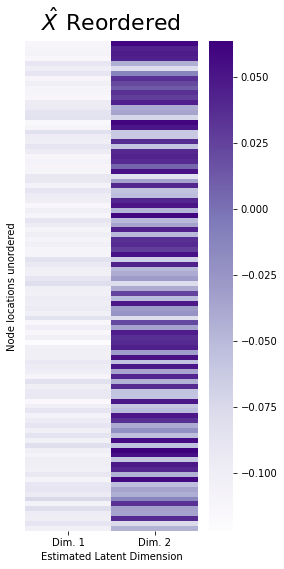 X̂ Reordered
Node locations unordered
Dim. 1
Dim. 2
Estimated Latent Dimension
0.050
0.025
0.000
−0.025
−0.050
−0.075
−0.100